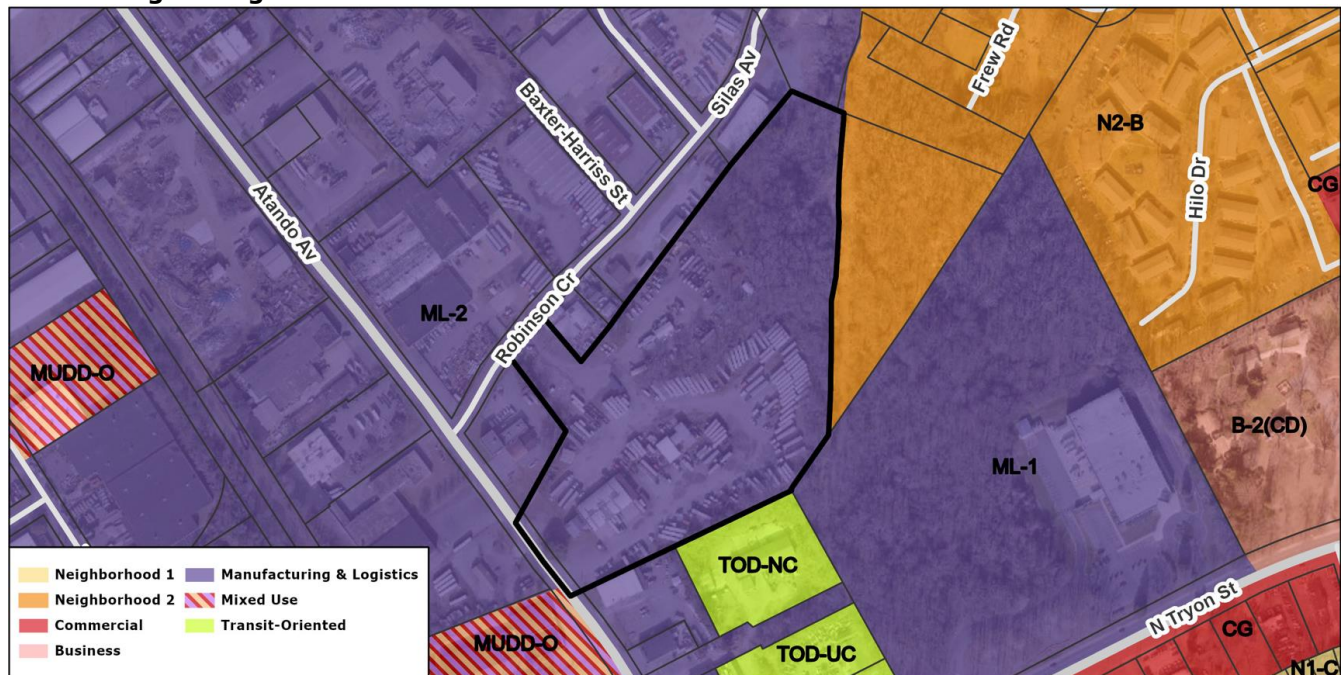 Frew Rd
Silas Av
Baxter-Harriss St
N2-B
Hilo Dr
CG
Atando Av
ML-2
Robinson Cr
MUDD-O
B-2(CD)
ML-1
TOD-NC
N Tryon St
MUDD-O
TOD-UC
CG
N1-C
Neighborhood 1
Neighborhood 2
Commercial
Business
Manufacturing & Logistics
Mixed Use
Transit-Oriented